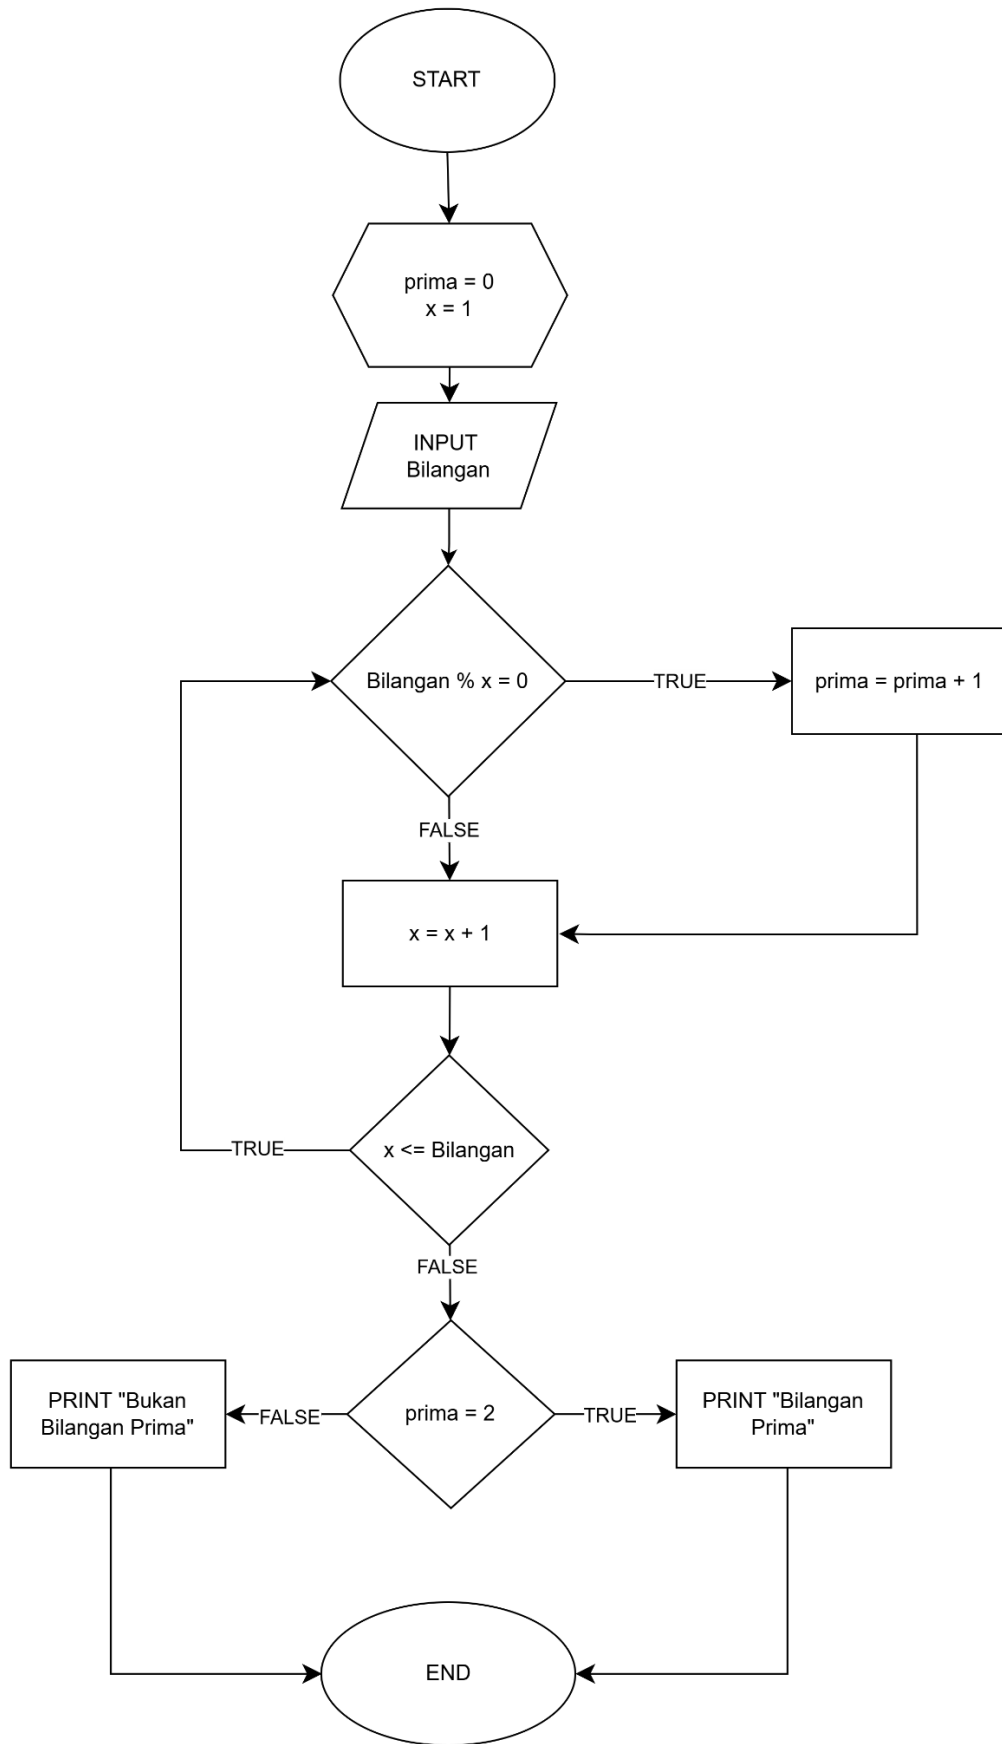 START
prima = 0
x = 1
INPUT
Bilangan
Bilangan % x = 0
TRUE
prima = prima + 1
FALSE
x = x + 1
x <= Bilangan
TRUE
FALSE
PRINT "Bukan
Bilangan Prima"
FALSE
prima = 2
TRUE
PRINT "Bilangan
Prima"
END